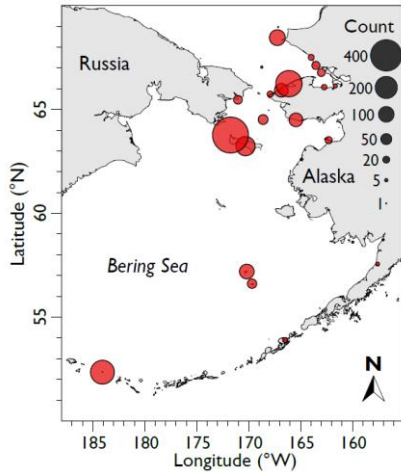 Count
400
200
100
50
20
5
1
Russia
Alaska
Bering Sea
N
65
60
55
Latitude (°N)
185
180
175
170
165
160
Longitude (°W)